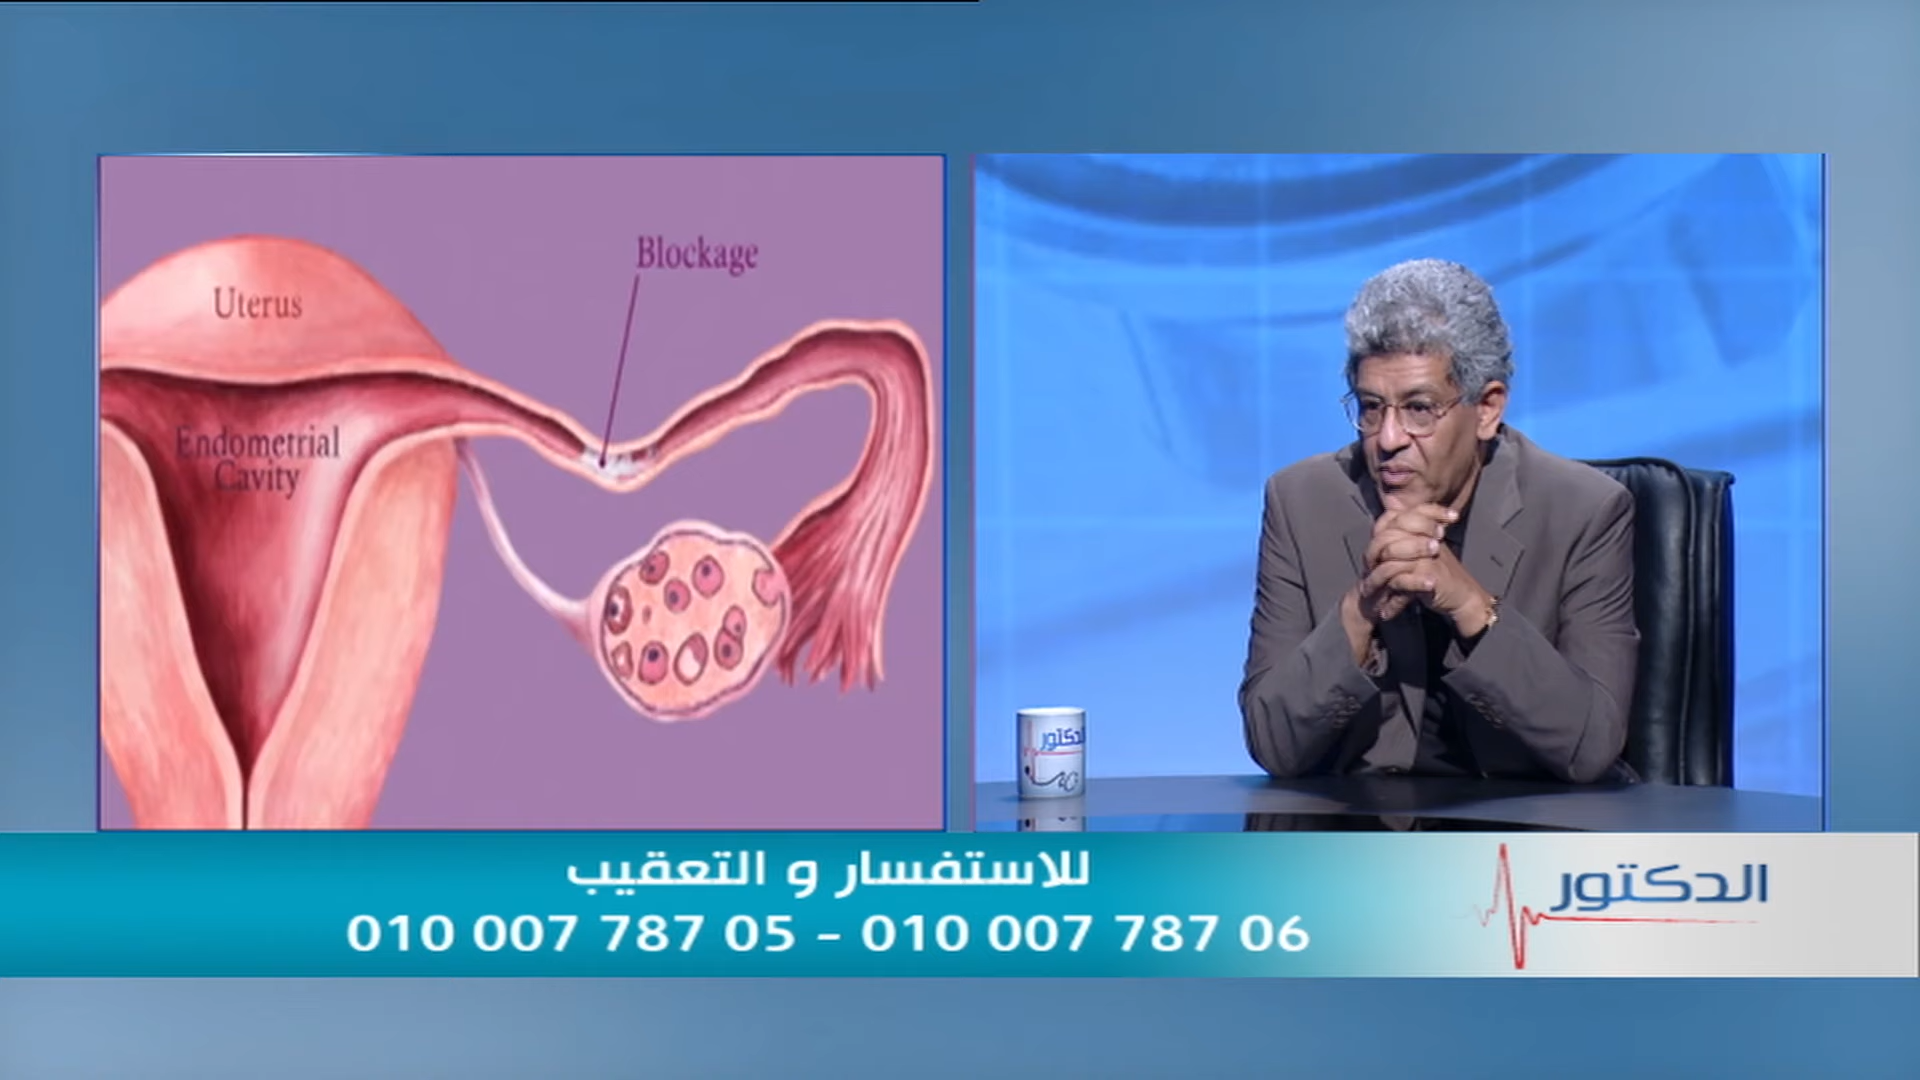 Blockage
Uterus
Endometrial
Cavity
الدكتور
للاستفسار و التعقيب
010 007 787 05 - 010 007 787 06
الدكتور